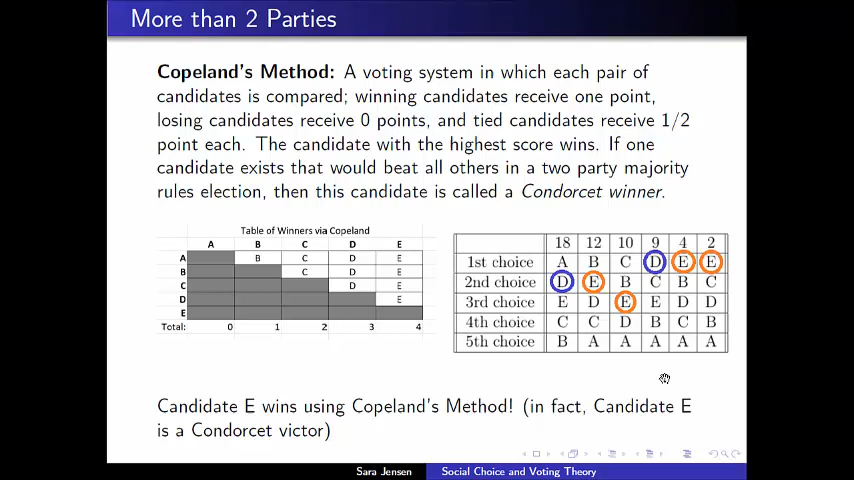 More than 2 Parties
Copeland's Method: A voting system in which each pair of
candidates is compared; winning candidates receive one point,
losing candidates receive 0 points, and tied candidates receive 1/2
point each. The candidate with the highest score wins. If one
candidate exists that would beat all others in a two party majority
rules election, then this candidate is called a Condorcet winner.
Table of Winners via Copeland
A B C D E
A B C D E
B C D E
C D E
D E
E
Total: 0 1 2 3 4
18 12 10 9 4 2
1st choice A B C D E E
2nd choice D E B C B C
3rd choice E D E E D D
4th choice C C D B C B
5th choice B A A A A A
Candidate E wins using Copeland's Method! (in fact, Candidate E
is a Condorcet victor)
Sara Jensen Social Choice and Voting Theory